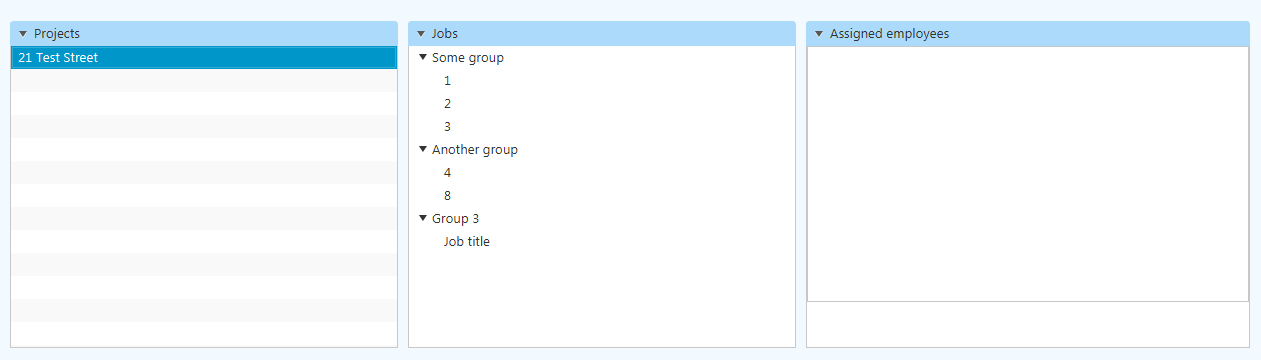 Projects
21 Test Street
Jobs
Some group
1
2
3
Another group
4
8
Group 3
Job title
Assigned employees